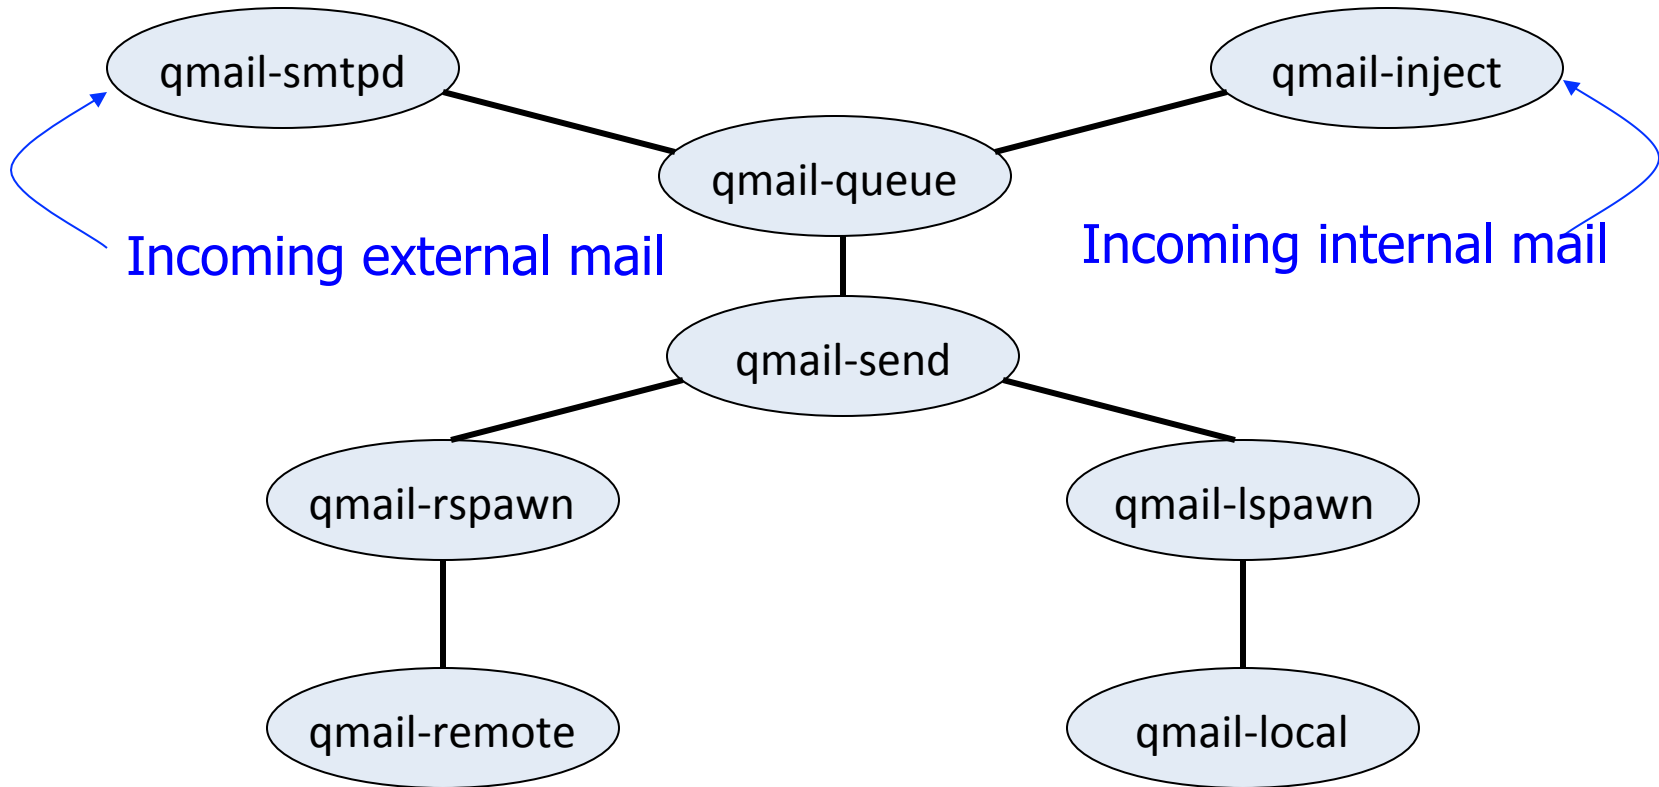 qmail-smtpd
qmail-inject
qmail-queue
Incoming external mail
Incoming internal mail
qmail-send
qmail-rspawn
qmail-lspawn
qmail-remote
qmail-local